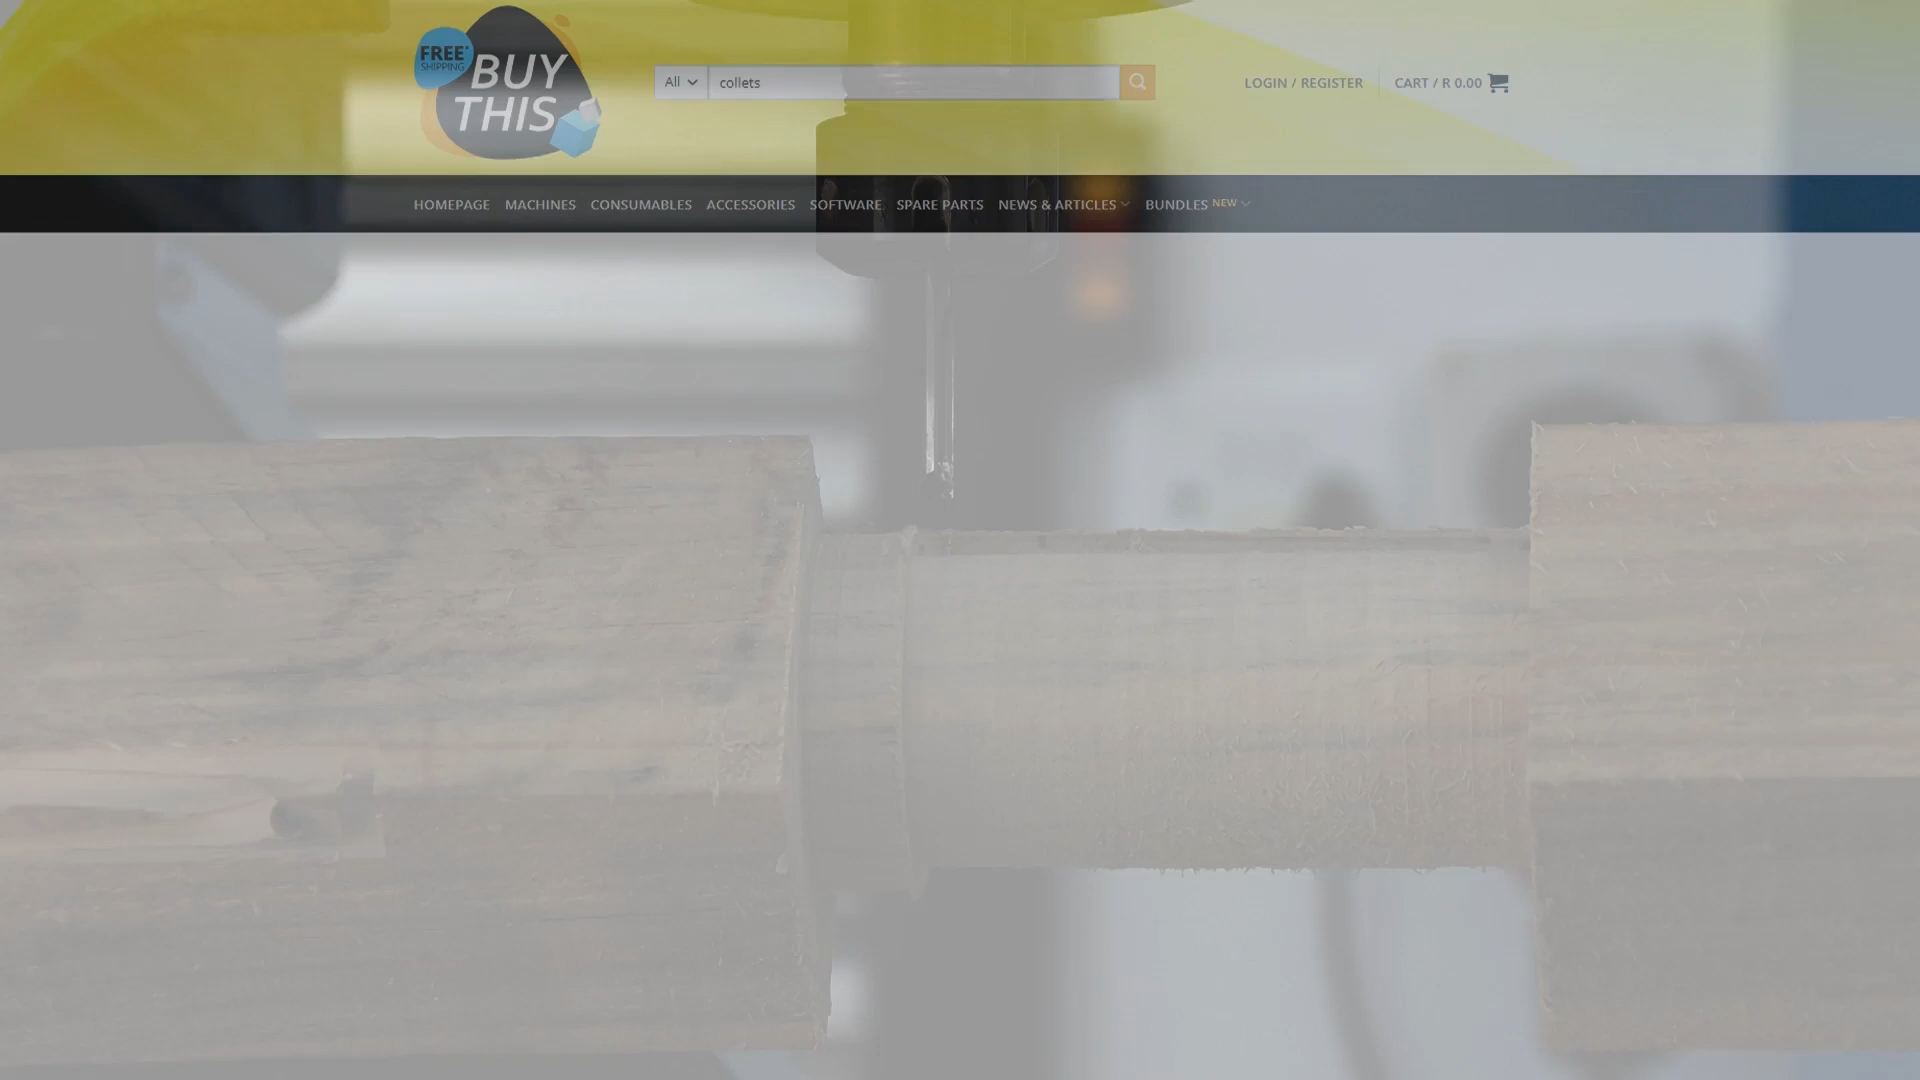 FREE*
SHIPPING
BUY
THIS
All
collets
LOGIN / REGISTER
CART / R 0.00
HOMEPAGE MACHINES CONSUMABLES ACCESSORIES SOFTWARE SPARE PARTS NEWS & ARTICLES BUNDLES NEW